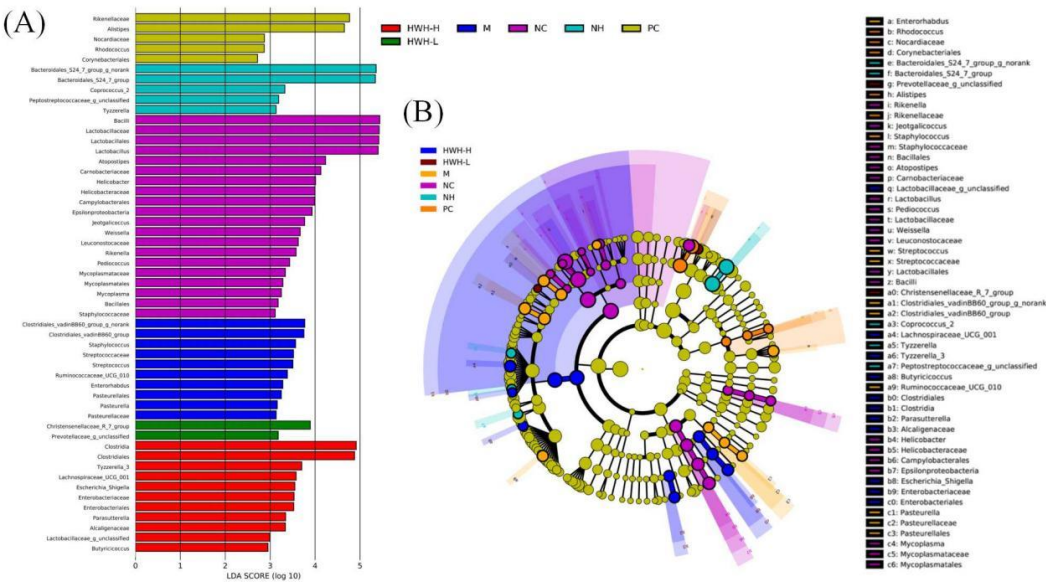 (A)
Rikenellaceae
Alistipes
Nocardiaceae
Rhodococcus
Corynebacteriales
Bacteroidales_S24_7_group_g_norank
Bacteroidales_S24_7_group
Coprococcus_2
Peptostreptococcaceae_g_unclassified
Tyzzerella
Bacilli
Lactobacillaceae
Lactobacillales
Lactobacillus
Atopostipes
Carnobacteriaceae
Helicobacter
Helicobacteraceae
Campylobacterales
Epsilonproteobacteria
Jeotgalicoccus
Weissella
Leuconostocaceae
Rikenella
Pediococcus
Mycoplasmataceae
Mycoplasmatales
Mycoplasma
Bacillales
Staphylococcaceae
Clostridiales_vadinBB60_group_g_norank
Clostridiales_vadinBB60_group
Staphylococcus
Streptococcaceae
Streptococcus
Ruminococcaceae_UCG_010
Enterorhabdus
Pasteurellales
Pasteurella
Pasteurellaceae
Christensenellaceae_R_7_group
Prevotellaceae_g_unclassified
Clostridia
Clostridiales
Tyzzerella_3
Lachnospiraceae_UCG_001
Escherichia_Shigella
Enterobacteriaceae
Enterobacteriales
Parasutterella
Alcaligenaceae
Lactobacillaceae_g_unclassified
Butyricicoccus
0 1 2 3 4 5 6
LDA SCORE (log 10)
HWH-H M NC NH PC
HWH-L
(B)
HWH-H
HWH-L
M
NC
NH
PC
a: Enterorhabdus
b: Rhodococcus
c: Nocardiaceae
d: Corynebacteriales
e: Bacteroidales_S24_7_group_g_norank
f: Bacteroidales_S24_7_group
g: Prevotellaceae_g_unclassified
h: Alistipes
i: Rikenella
j: Rikenellaceae
k: Jeotgalicoccus
l: Staphylococcus
m: Staphylococcaceae
n: Bacillales
o: Atopostipes
p: Carnobacteriaceae
q: Lactobacillaceae_g_unclassified
r: Lactobacillus
s: Pediococcus
t: Lactobacillaceae
u: Weissella
v: Leuconostocaceae
w: Streptococcus
x: Streptococcaceae
y: Lactobacillales
z: Bacilli
a0: Christensenellaceae_R_7_group
a1: Clostridiales_vadinBB60_group_g_norank
a2: Clostridiales_vadinBB60_group
a3: Coprococcus_2
a4: Lachnospiraceae_UCG_001
a5: Tyzzerella
a6: Tyzzerella_3
a7: Peptostreptococcaceae_g_unclassified
a8: Butyricicoccus
a9: Ruminococcaceae_UCG_010
b0: Clostridiales
b1: Clostridia
b2: Parasutterella
b3: Alcaligenaceae
b4: Helicobacter
b5: Helicobacteraceae
b6: Campylobacterales
b7: Epsilonproteobacteria
b8: Escherichia_Shigella
b9: Enterobacteriaceae
c0: Enterobacteriales
c1: Pasteurella
c2: Pasteurellaceae
c3: Pasteurellales
c4: Mycoplasma
c5: Mycoplasmataceae
c6: Mycoplasmatales